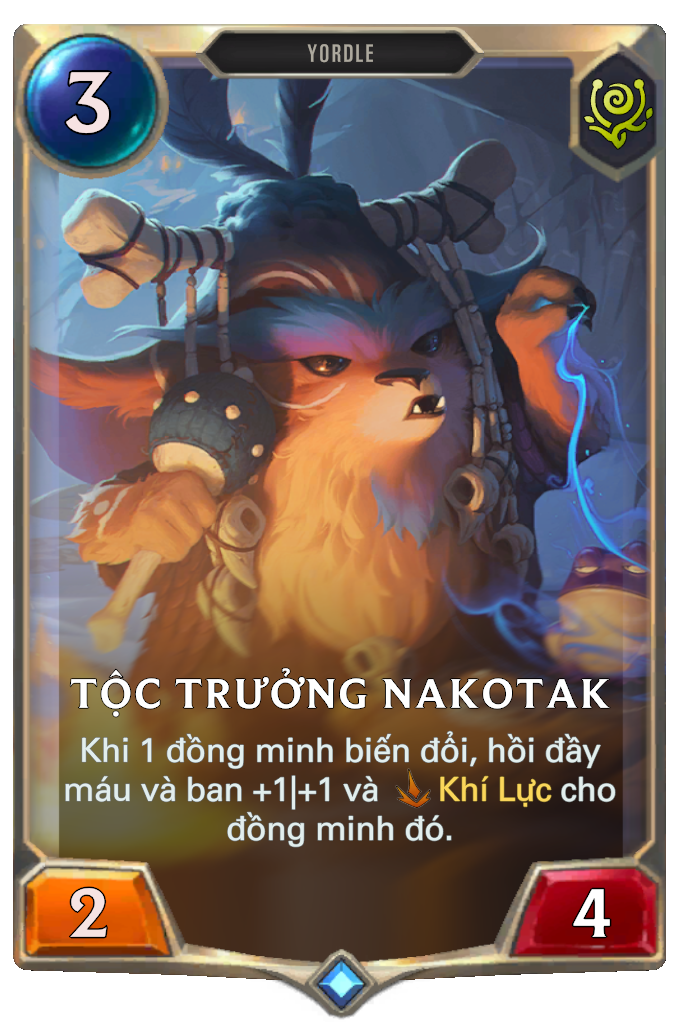 3
YORDLE
TỘC TRƯỞNG NAKOTAK
Khi 1 đồng minh biến đổi, hồi đầy
máu và ban +1|+1 và Khí Lực cho
đồng minh đó.
2
4